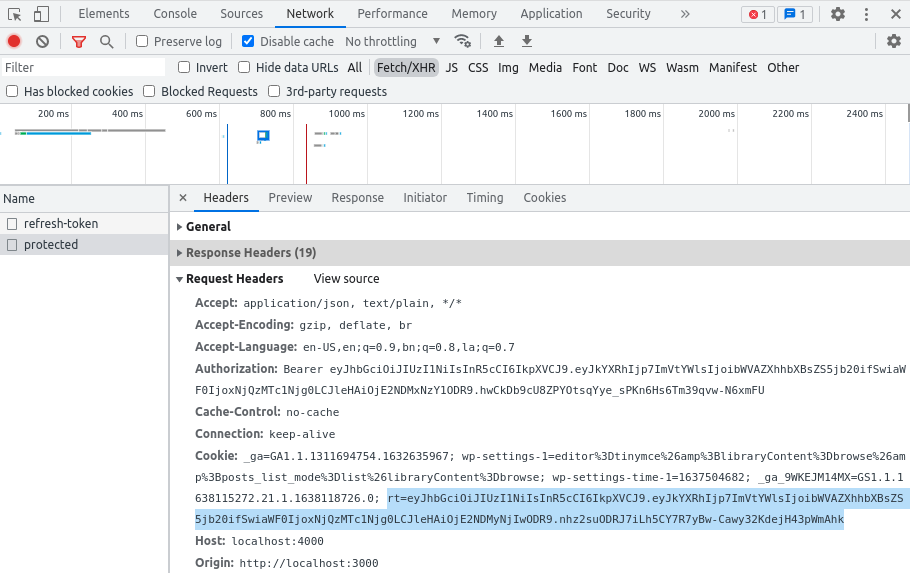 Elements Console Sources Network Performance Memory Application Security » 1 1
Preserve log Disable cache No throttling
Filter Invert Hide data URLs All Fetch/XHR JS CSS Img Media Font Doc WS Wasm Manifest Other
Has blocked cookies Blocked Requests 3rd-party requests
200 ms 400 ms 600 ms 800 ms 1000 ms 1200 ms 1400 ms 1600 ms 1800 ms 2000 ms 2200 ms 2400 ms
Name × Headers Preview Response Initiator Timing Cookies
refresh-token
protected
General
Response Headers (19)
Request Headers View source
Accept: application/json, text/plain, */*
Accept-Encoding: gzip, deflate, br
Accept-Language: en-US,en;q=0.9,bn;q=0.8,la;q=0.7
Authorization: Bearer eyJhbGciOiJIUzI1NiIsInR5cCI6IkpXVCJ9.eyJkYXRhIjp7ImVtYWlsIjoibWVAZXhhbXBsZS5jb20ifSwiaW
F0IjoxNjQzMTc1Njg0LCJleHAiOjE2NDMxNzY1ODR9.hwCkDb9cU8ZPYOtsqYye_sPKn6Hs6Tm39qvw-N6xmFU
Cache-Control: no-cache
Connection: keep-alive
Cookie: _ga=GA1.1.1311694754.1632635967; wp-settings-1=editor%3Dtinymce%26amp%3BlibraryContent%3Dbrowse%26am
p%3Bposts_list_mode%3Dlist%26libraryContent%3Dbrowse; wp-settings-time-1=1637504682; _ga_9WKEJM14MX=GS1.1.1
638115272.21.1.1638118726.0; rt=eyJhbGciOiJIUzI1NiIsInR5cCI6IkpXVCJ9.eyJkYXRhIjp7ImVtYWlsIjoibWVAZXhhbXBsZS
5jb20ifSwiaWF0IjoxNjQzMTc1Njg0LCJleHAiOjE2NDMyNjIwODR9.nhz2suODRJ7iLh5CY7R7yBw-Cawy32KdejH43pWmAhk
Host: localhost:4000
Origin: http://localhost:3000